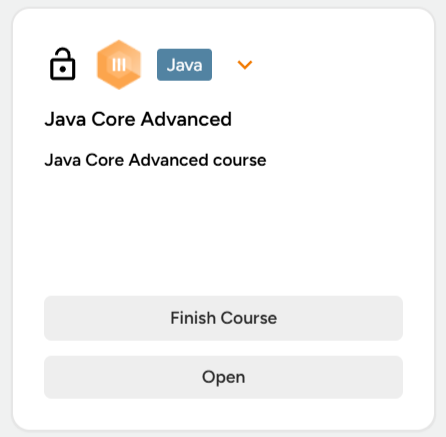 III Java
Java Core Advanced
Java Core Advanced course
Finish Course
Open